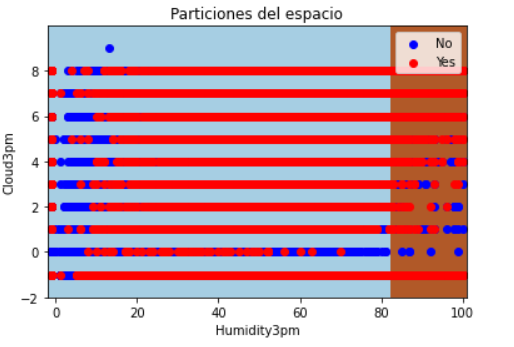 Particiones del espacio
No
Yes
Cloud3pm
8
6
4
2
0
−2
0 20 40 60 80 100
Humidity3pm